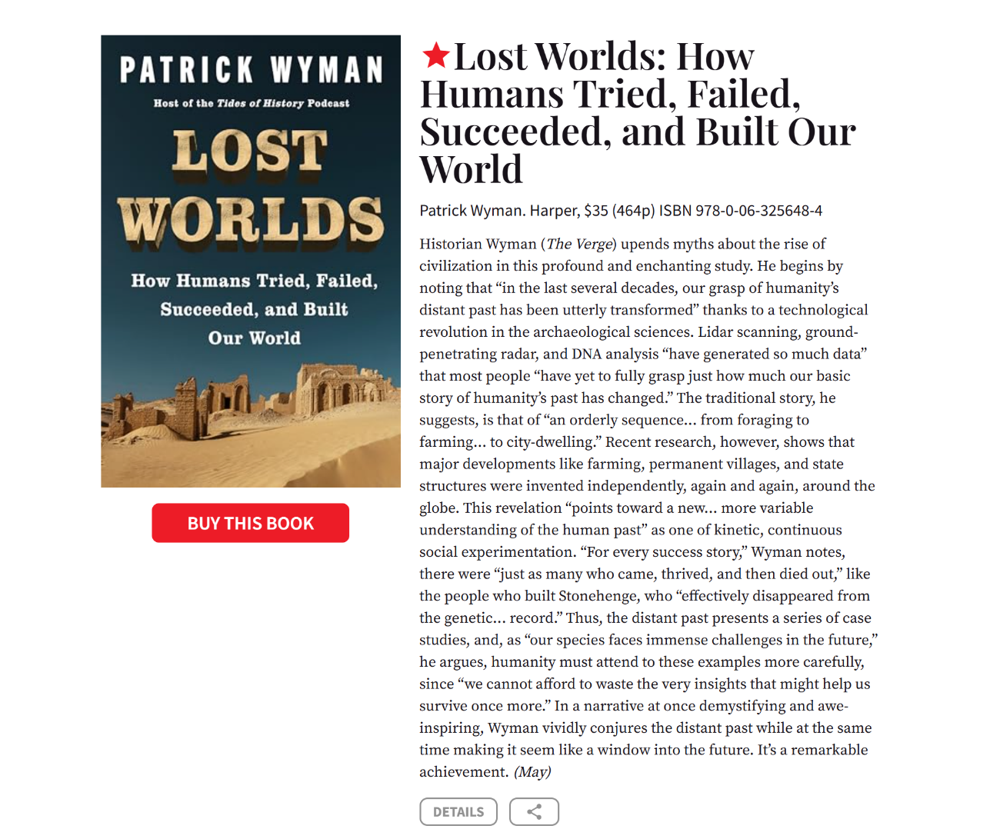 PATRICK WYMAN
Host of the Tides of History Podcast
LOST
WORLDS
How Humans Tried, Failed,
Succeeded, and Built
Our World
BUY THIS BOOK
Lost Worlds: How
Humans Tried, Failed,
Succeeded, and Built Our
World
Patrick Wyman. Harper, $35 (464p) ISBN 978-0-06-325648-4
Historian Wyman (The Verge) upends myths about the rise of
civilization in this profound and enchanting study. He begins by
noting that “in the last several decades, our grasp of humanity’s
distant past has been utterly transformed” thanks to a technological
revolution in the archaeological sciences. Lidar scanning, ground-
penetrating radar, and DNA analysis “have generated so much data”
that most people “have yet to fully grasp just how much our basic
story of humanity’s past has changed.” The traditional story, he
suggests, is that of “an orderly sequence... from foraging to
farming... to city-dwelling.” Recent research, however, shows that
major developments like farming, permanent villages, and state
structures were invented independently, again and again, around the
globe. This revelation “points toward a new... more variable
understanding of the human past” as one of kinetic, continuous
social experimentation. “For every success story,” Wyman notes,
there were “just as many who came, thrived, and then died out,” like
the people who built Stonehenge, who “effectively disappeared from
the genetic... record.” Thus, the distant past presents a series of case
studies, and, as “our species faces immense challenges in the future,”
he argues, humanity must attend to these examples more carefully,
since “we cannot afford to waste the very insights that might help us
survive once more.” In a narrative at once demystifying and awe-
inspiring, Wyman vividly conjures the distant past while at the same
time making it seem like a window into the future. It’s a remarkable
achievement. (May)
DETAILS